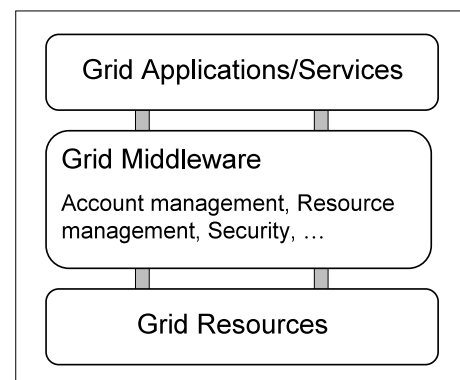 Grid Applications/Services
Grid Middleware
Account management, Resource
management, Security, …
Grid Resources